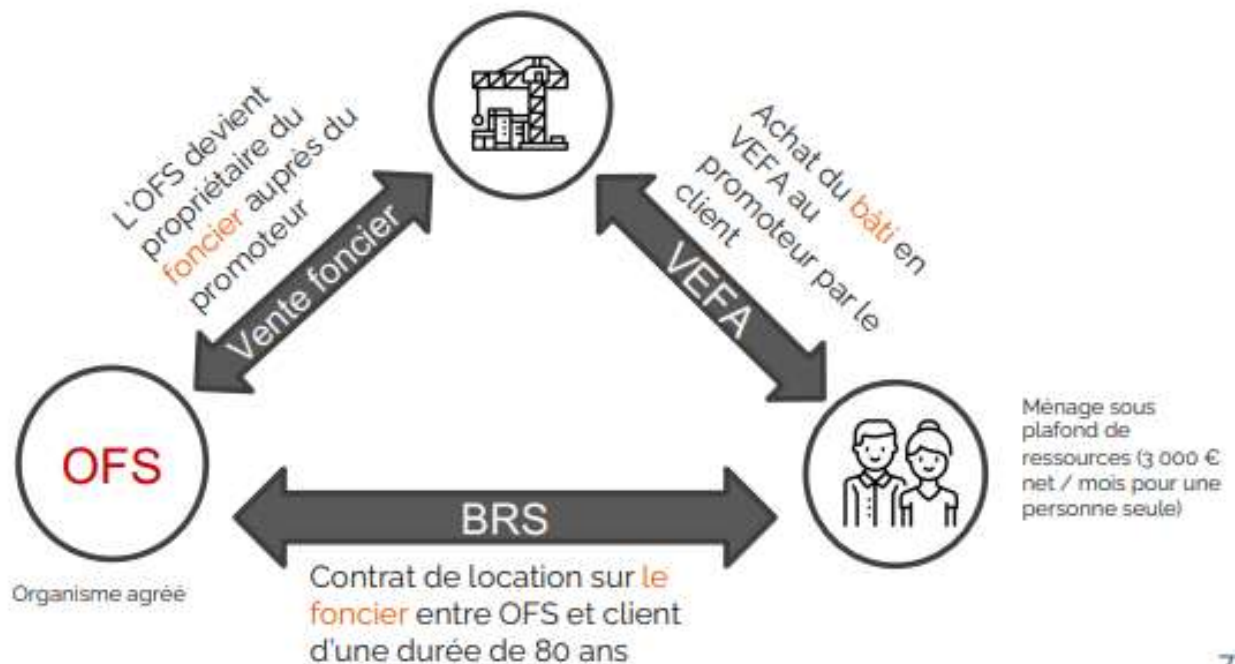 L'OFS devient
propriétaire du
foncier auprès du
promoteur
Vente foncier
Achat du bâti en
VEFA au
promoteur par le
client
VEFA
OFS
Organisme agréé
BRS
Contrat de location sur le
foncier entre OFS et client
d'une durée de 80 ans
Ménage sous
plafond de
ressources (3 000 €
net / mois pour une
personne seule)
7